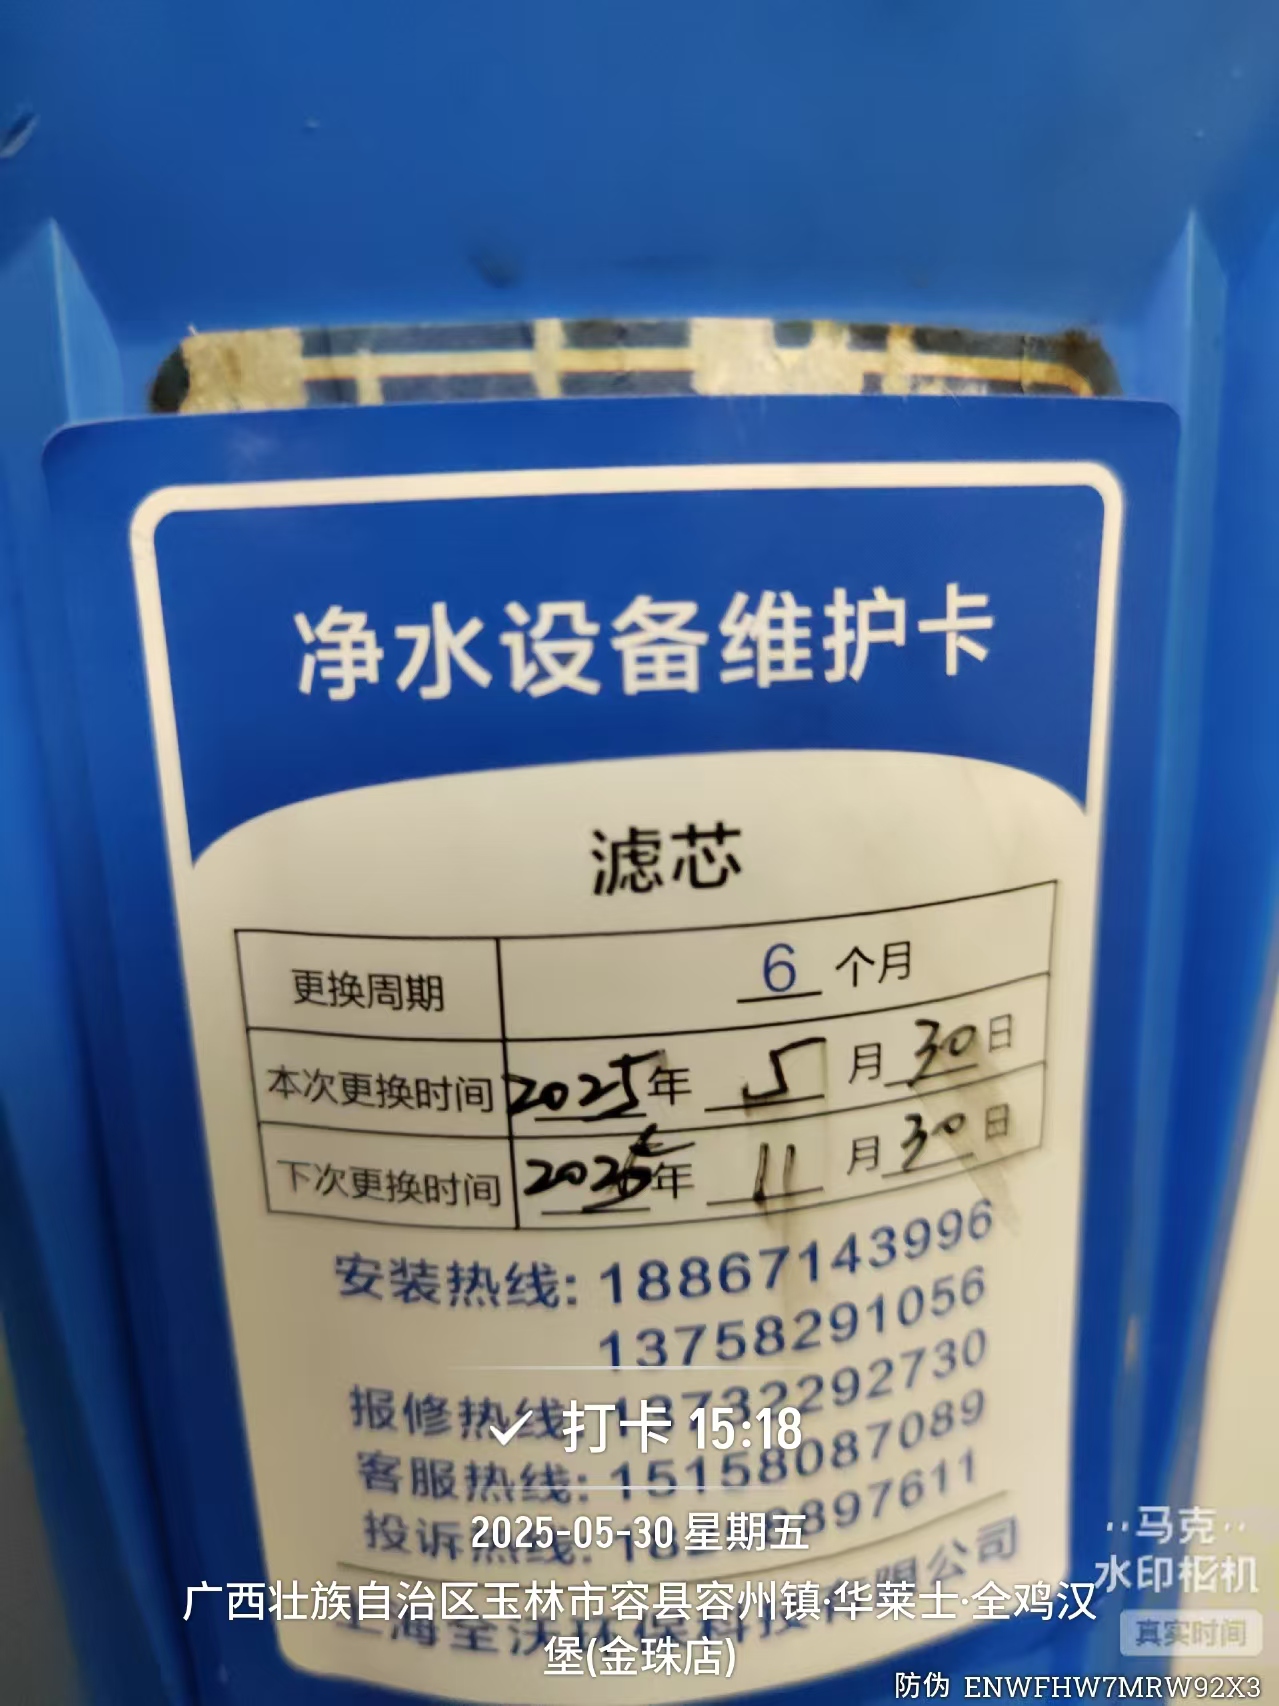 净水设备维护卡
滤芯
更换周期 6 个月
本次更换时间 2025年 5 月 30 日
下次更换时间 2025年 11 月 30 日
安装热线: 18867143996
13758291056
报修热线
客服热线: 15158087089
投诉热线:
打卡 15:18
2025-05-30 星期五
广西壮族自治区玉林市容县容州镇·华莱士·全鸡汉
堡(金珠店)
马克
水印相机
真实时间
防伪 ENWFHW7MRW92X3